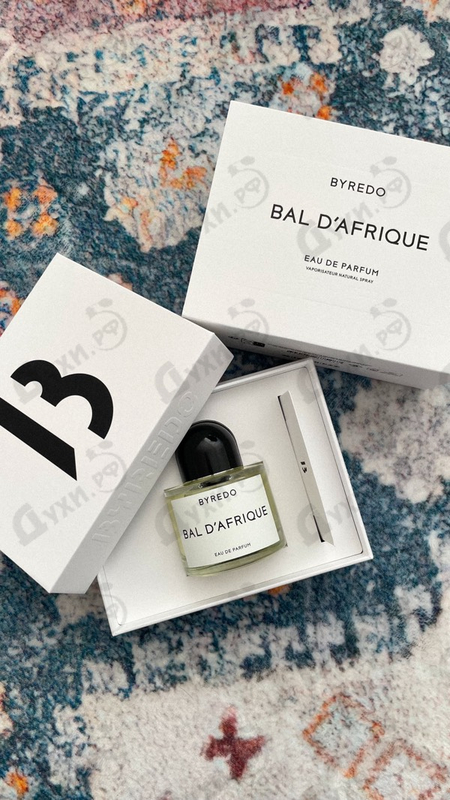 BYREDO
BAL D'AFRIQUE
EAU DE PARFUM
VAPORISATEUR NATURAL SPRAY
B
BYREDO
BYREDO
BAL D'AFRIQUE
EAU DE PARFUM
Духи.рф